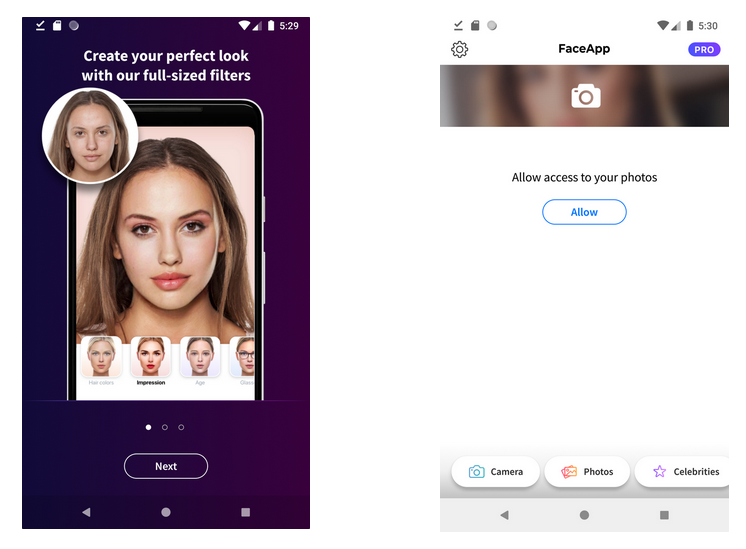 5:29
Create your perfect look
with our full-sized filters
Hair colors
Impression
Age
Next
5:30
FaceApp
PRO
Allow access to your photos
Allow
Camera
Photos
Celebrities